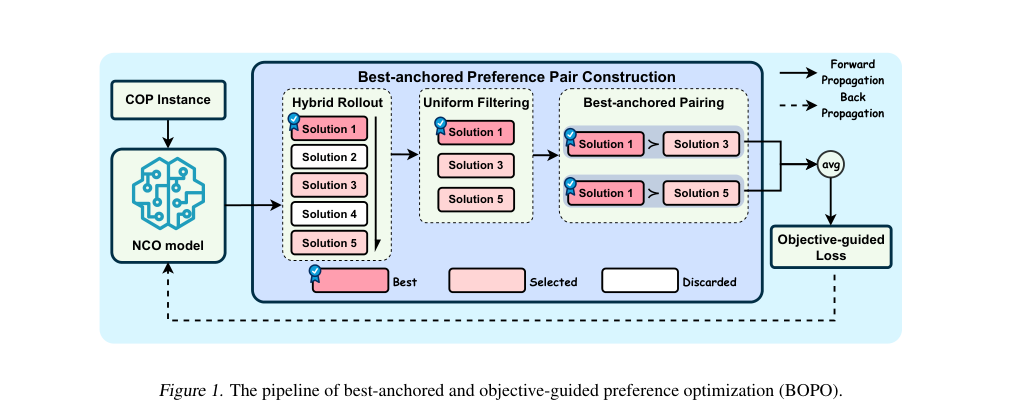 Best-anchored Preference Pair Construction
COP Instance
NCO model
Hybrid Rollout
Solution 1
Solution 2
Solution 3
Solution 4
Solution 5
Uniform Filtering
Solution 1
Solution 3
Solution 5
Best-anchored Pairing
Solution 1 ≻ Solution 3
Solution 1 ≻ Solution 5
Best
Selected
Discarded
Forward
Propagation
Back
Propagation
avg
Objective-guided
Loss
Figure 1. The pipeline of best-anchored and objective-guided preference optimization (BOPO).